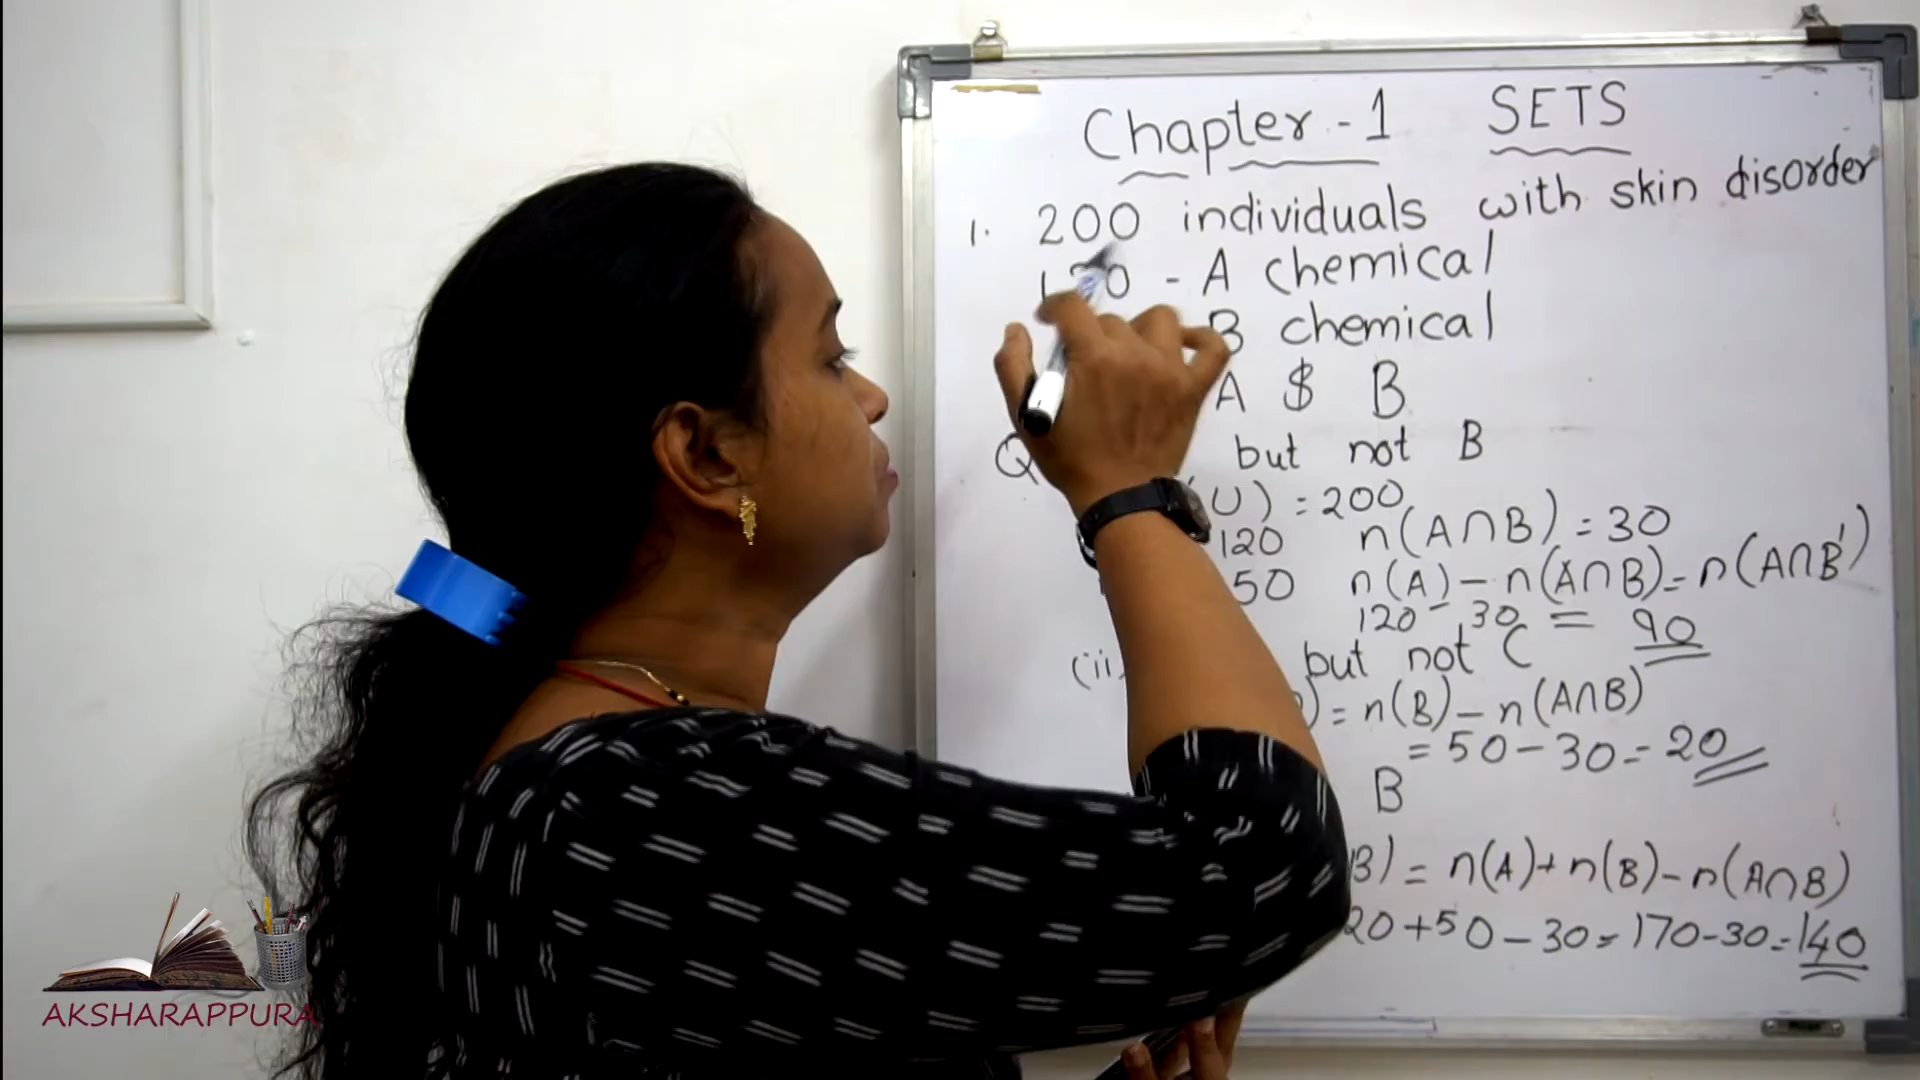 Chapter - 1 SETS
1. 200 individuals with skin disorder
- A chemical
B chemical
A $ B
Q but not B
U) = 200
120 n(A∩B) = 30
50 n(A) - n(A∩B) = n(A∩B')
120 - 30 = 90
(ii) but not C
) = n(B) - n(A∩B)
= 50 - 30 = 20
B
B) = n(A) + n(B) - n(A∩B)
20 + 50 - 30 = 170 - 30 = 140
AKSHARAPPURA